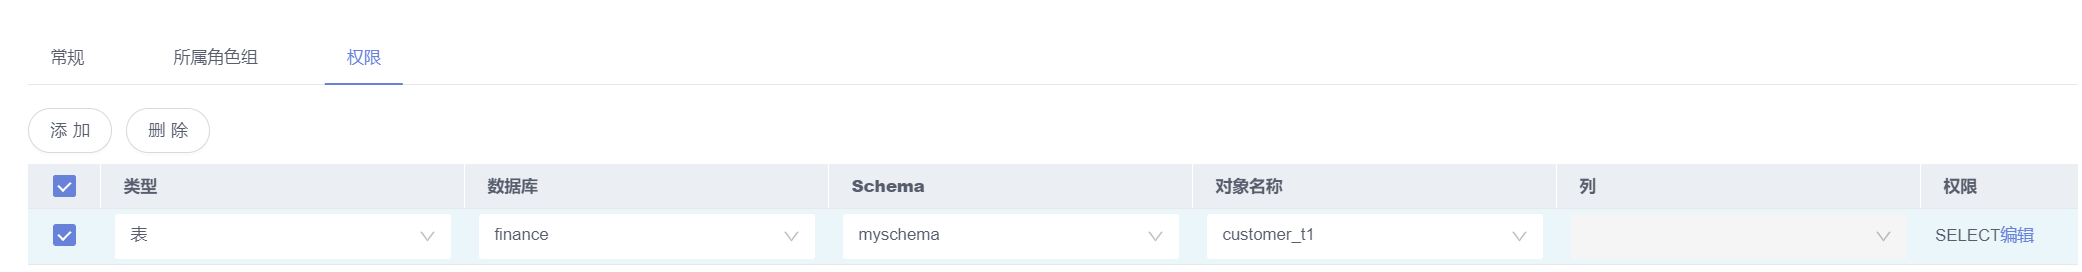 常规 所属角色组 权限
添 加 删 除
类型 数据库 Schema 对象名称 列 权限
表 finance myschema customer_t1 SELECT编辑